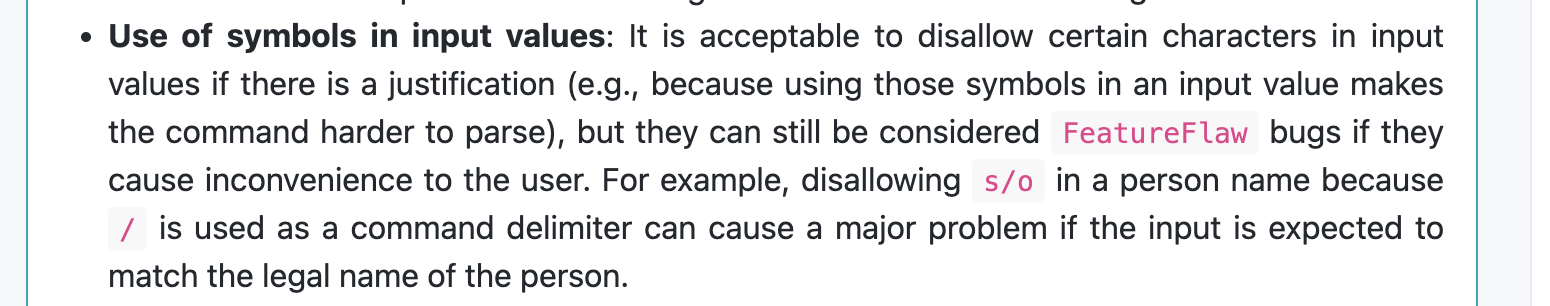 • Use of symbols in input values: It is acceptable to disallow certain characters in input
values if there is a justification (e.g., because using those symbols in an input value makes
the command harder to parse), but they can still be considered FeatureFlaw bugs if they
cause inconvenience to the user. For example, disallowing s/o in a person name because
/ is used as a command delimiter can cause a major problem if the input is expected to
match the legal name of the person.